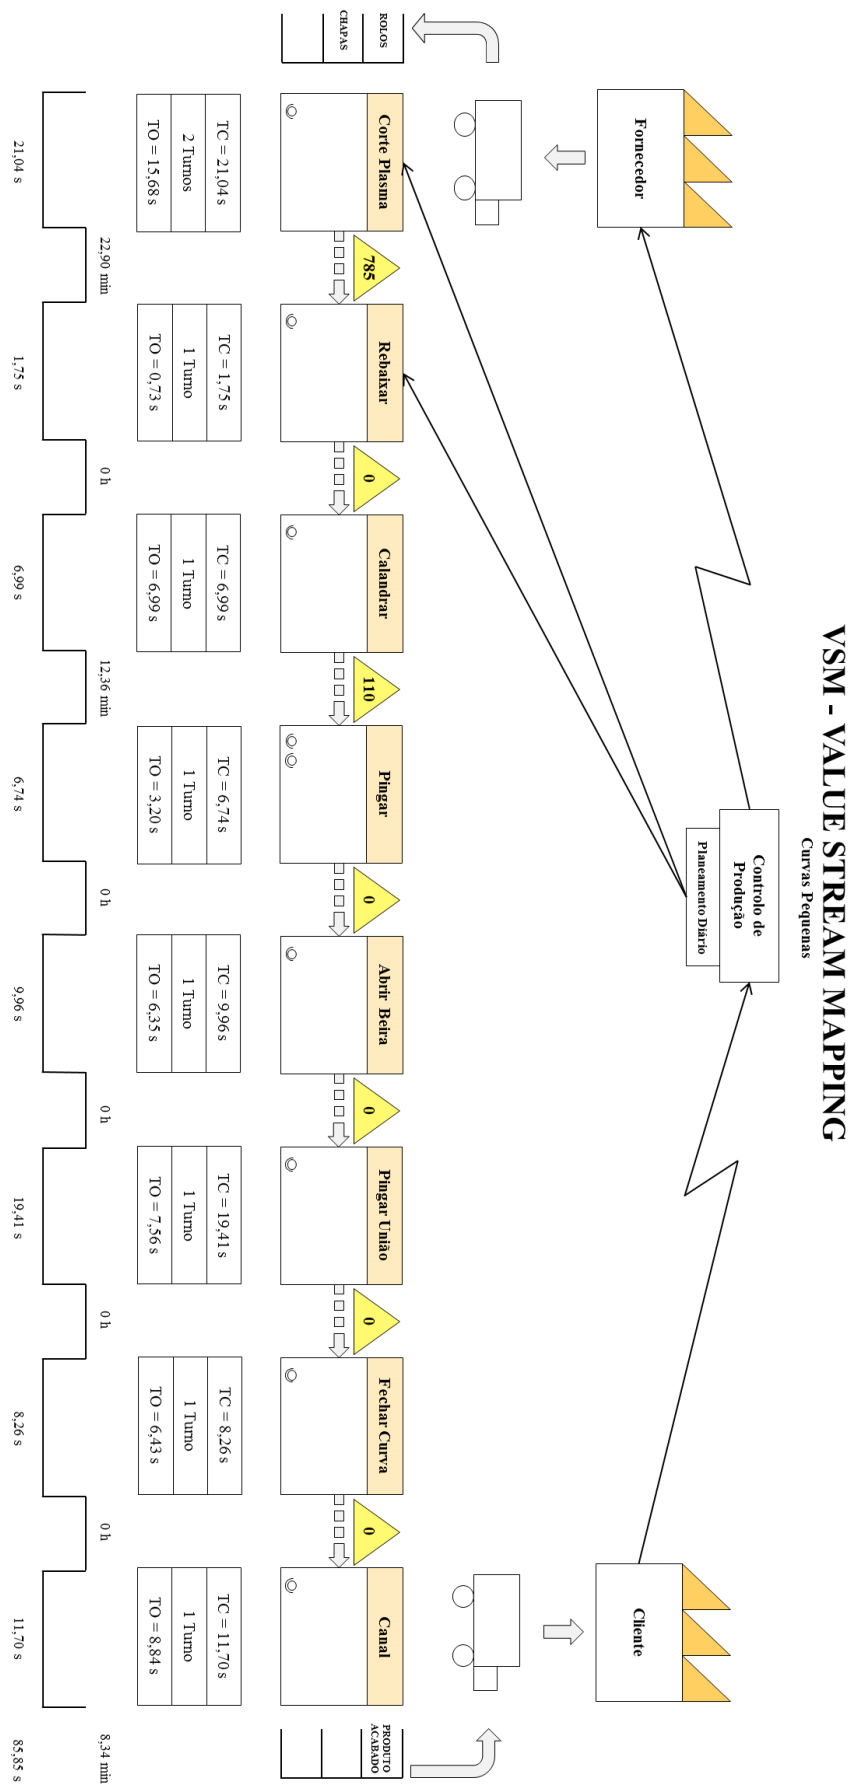 VSM - VALUE STREAM MAPPING
Curvas Pequenas
Fornecedor
Controlo de
Produção
Planeamento Diário
Cliente
ROLOS
CHAPAS
Corte Plasma
785
Rebaixar
0
Calandrar
110
Pingar
0
Abrir Beira
0
Pingar União
0
Fechar Curva
0
Canal
PRODUTO
ACABADO
TC = 21,04 s
2 Turnos
TO = 15,68 s
TC = 1,75 s
1 Turno
TO = 0,73 s
TC = 6,99 s
1 Turno
TO = 6,99 s
TC = 6,74 s
1 Turno
TO = 3,20 s
TC = 9,96 s
1 Turno
TO = 6,35 s
TC = 19,41 s
1 Turno
TO = 7,56 s
TC = 8,26 s
1 Turno
TO = 6,43 s
TC = 11,70 s
1 Turno
TO = 8,84 s
22,90 min
0 h
12,36 min
0 h
0 h
0 h
0 h
8,34 min
21,04 s
1,75 s
6,99 s
6,74 s
9,96 s
19,41 s
8,26 s
11,70 s
85,85 s